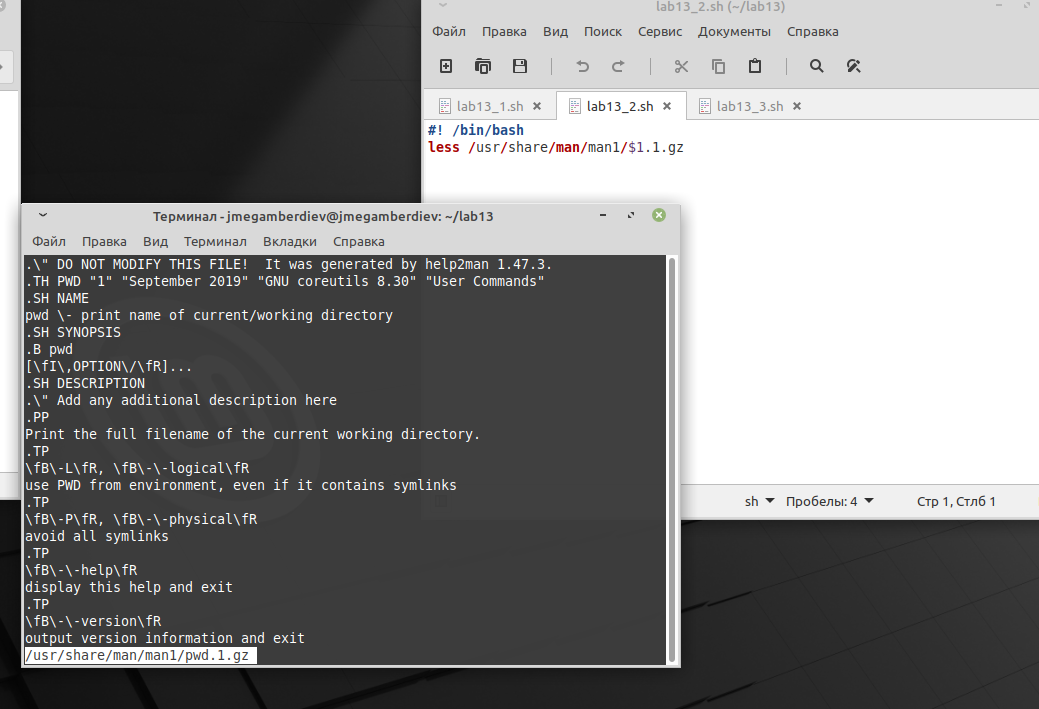 lab13_2.sh (~/lab13)
Файл Правка Вид Поиск Сервис Документы Справка
lab13_1.sh lab13_2.sh lab13_3.sh
#! /bin/bash
less /usr/share/man/man1/$1.1.gz
Терминал - jmegamberdiev@jmegamberdiev: ~/lab13
Файл Правка Вид Терминал Вкладки Справка
.\" DO NOT MODIFY THIS FILE!  It was generated by help2man 1.47.3.
.TH PWD "1" "September 2019" "GNU coreutils 8.30" "User Commands"
.SH NAME
pwd \- print name of current/working directory
.SH SYNOPSIS
.B pwd
[\fI\,OPTION\/\fR]...
.SH DESCRIPTION
.\" Add any additional description here
.PP
Print the full filename of the current working directory.
.TP
\fB\-L\fR, \fB\-\-logical\fR
use PWD from environment, even if it contains symlinks
.TP
\fB\-P\fR, \fB\-\-physical\fR
avoid all symlinks
.TP
\fB\-\-help\fR
display this help and exit
.TP
\fB\-\-version\fR
output version information and exit
/usr/share/man/man1/pwd.1.gz
sh Пробелы: 4 Стр 1, Стлб 1